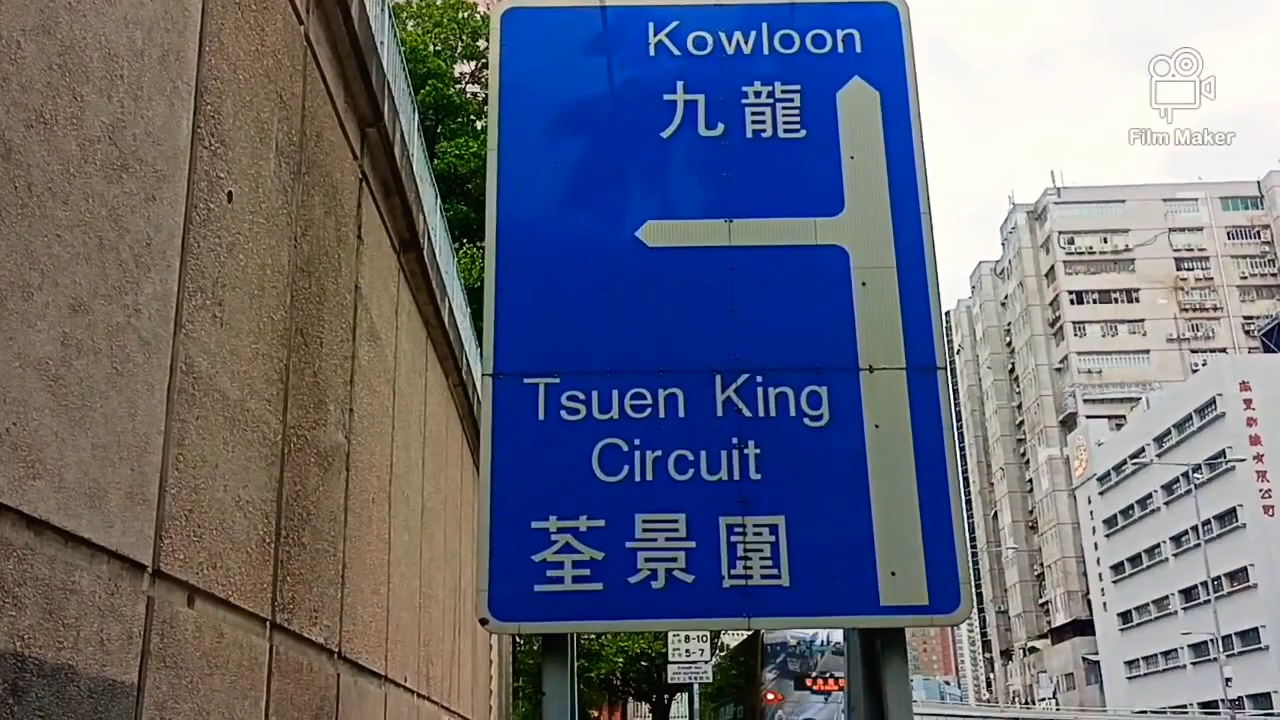 Kowloon
九龍
Tsuen King
Circuit
荃景圍
Film Maker
8-10
5-7